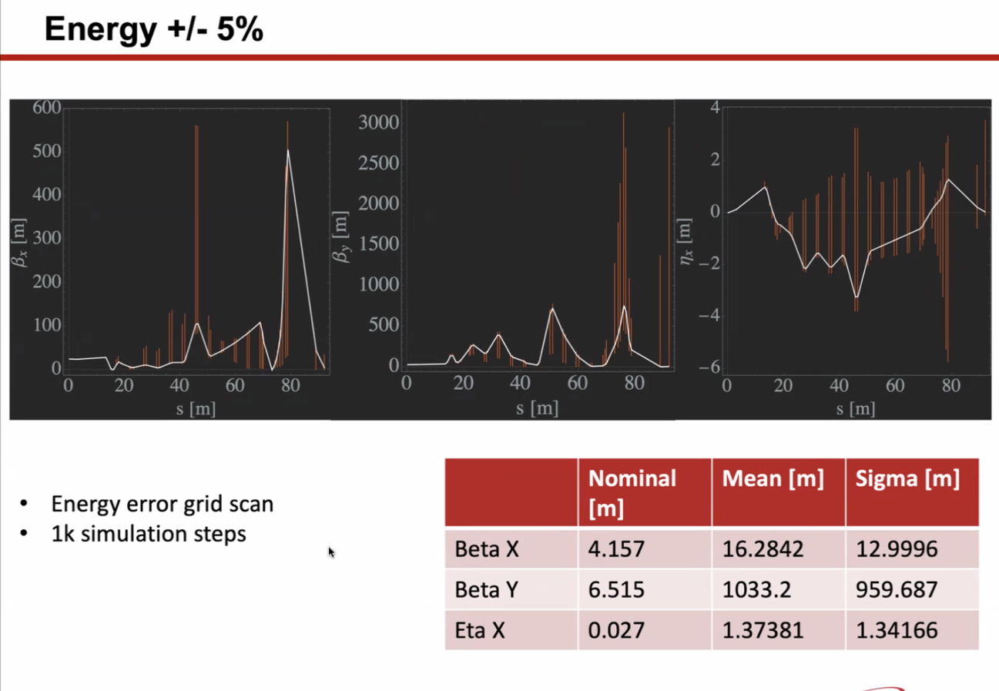 Energy +/- 5%
600
500
400
300
200
100
0
βx [m]
0 20 40 60 80
s [m]
3000
2500
2000
1500
1000
500
0
βy [m]
0 20 40 60 80
s [m]
4
2
0
−2
−4
−6
ηx [m]
0 20 40 60 80
s [m]
• Energy error grid scan
• 1k simulation steps
Nominal [m] Mean [m] Sigma [m]
Beta X 4.157 16.2842 12.9996
Beta Y 6.515 1033.2 959.687
Eta X 0.027 1.37381 1.34166